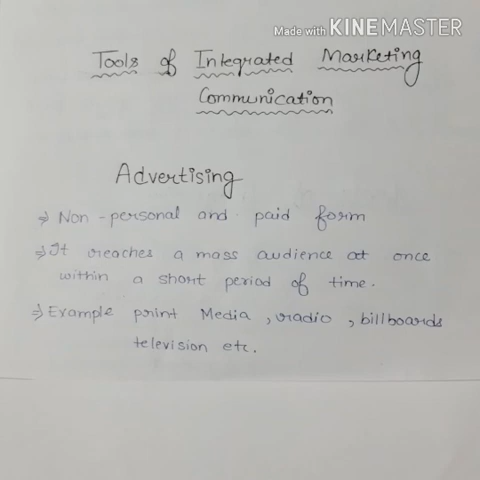 Made with KINEMASTER
Tools of Integrated Marketing
Communication
Advertising
⇒ Non-personal and paid form
⇒ It reaches a mass audience at once
within a short period of time.
⇒ Example print Media, radio, billboards
television etc.